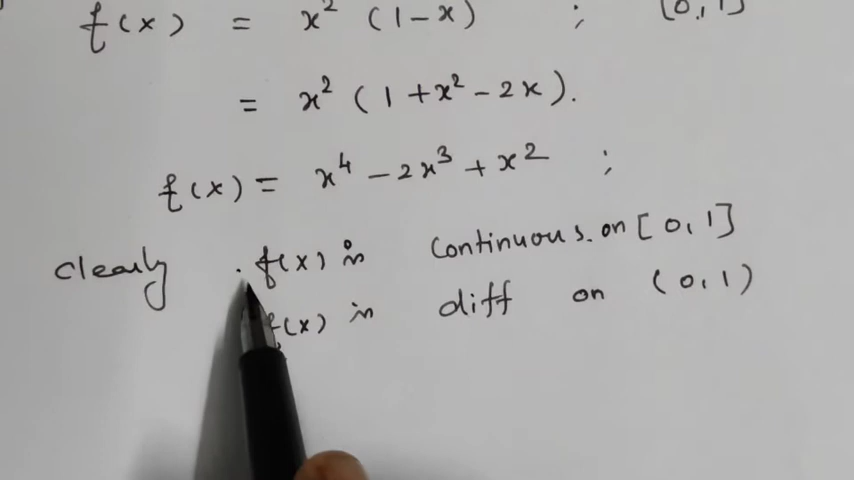 f(x) = x² (1-x) ; [0,1]
= x² (1+x²-2x).
f(x) = x⁴ - 2x³ + x² ;
Clearly f(x) is continuous on [0,1]
f(x) is diff on (0,1)